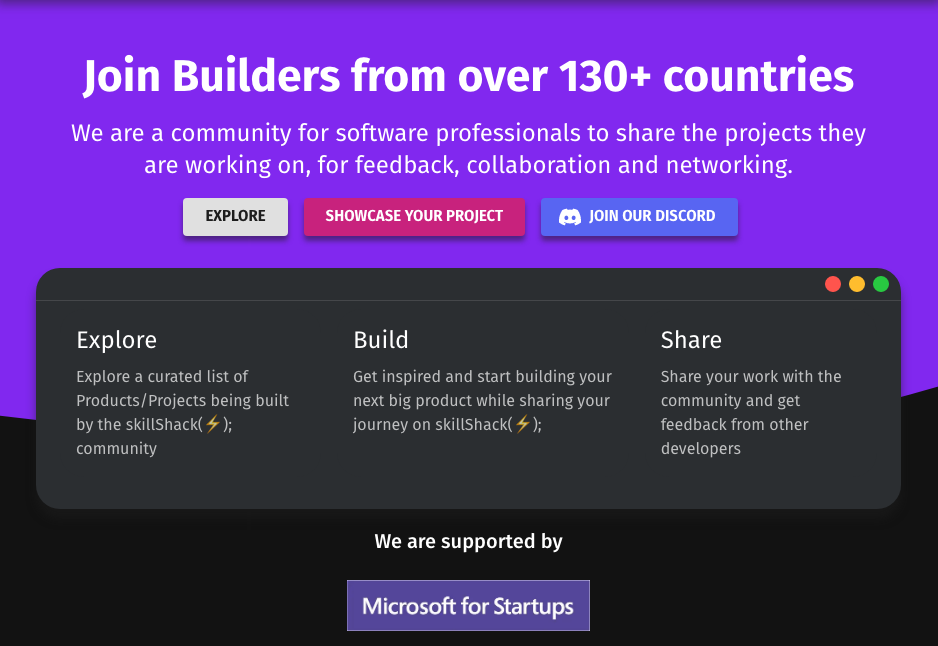 Join Builders from over 130+ countries
We are a community for software professionals to share the projects they
are working on, for feedback, collaboration and networking.
EXPLORE
SHOWCASE YOUR PROJECT
JOIN OUR DISCORD
Explore
Explore a curated list of
Products/Projects being built
by the skillShack(⚡);
community
Build
Get inspired and start building your
next big product while sharing your
journey on skillShack(⚡);
Share
Share your work with the
community and get
feedback from other
developers
We are supported by
Microsoft for Startups